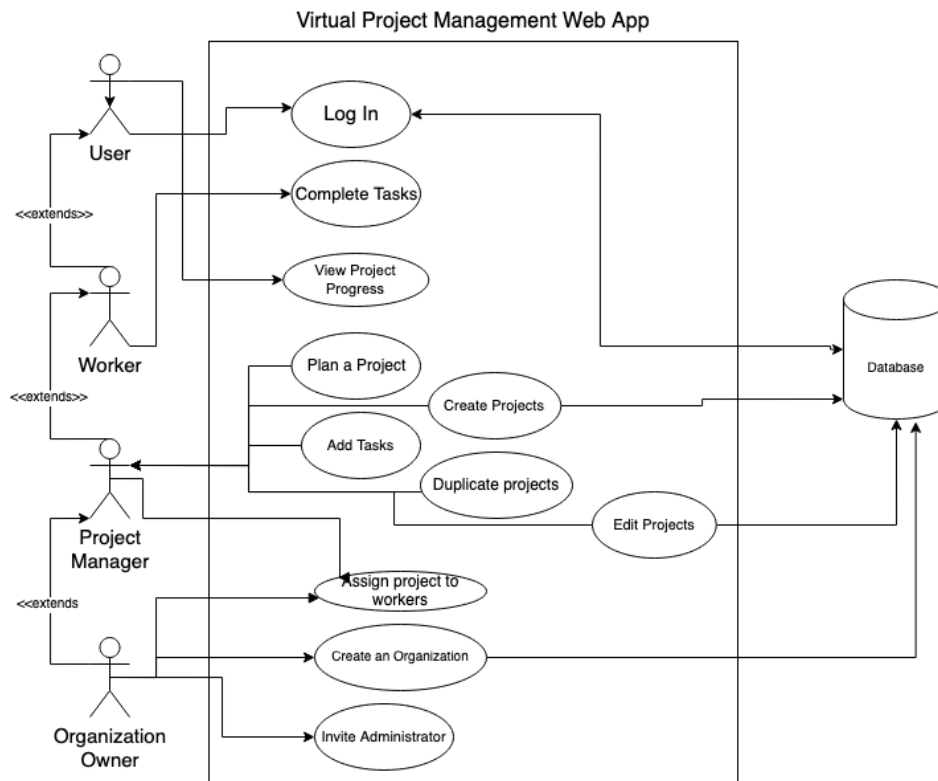 Virtual Project Management Web App
Log In
User
Complete Tasks
<<extends>>
View Project
Progress
Worker
Plan a Project
Database
<<extends>>
Create Projects
Add Tasks
Duplicate projects
Edit Projects
Project
Manager
Assign project to
workers
<<extends
Create an Organization
Organization
Owner
Invite Administrator